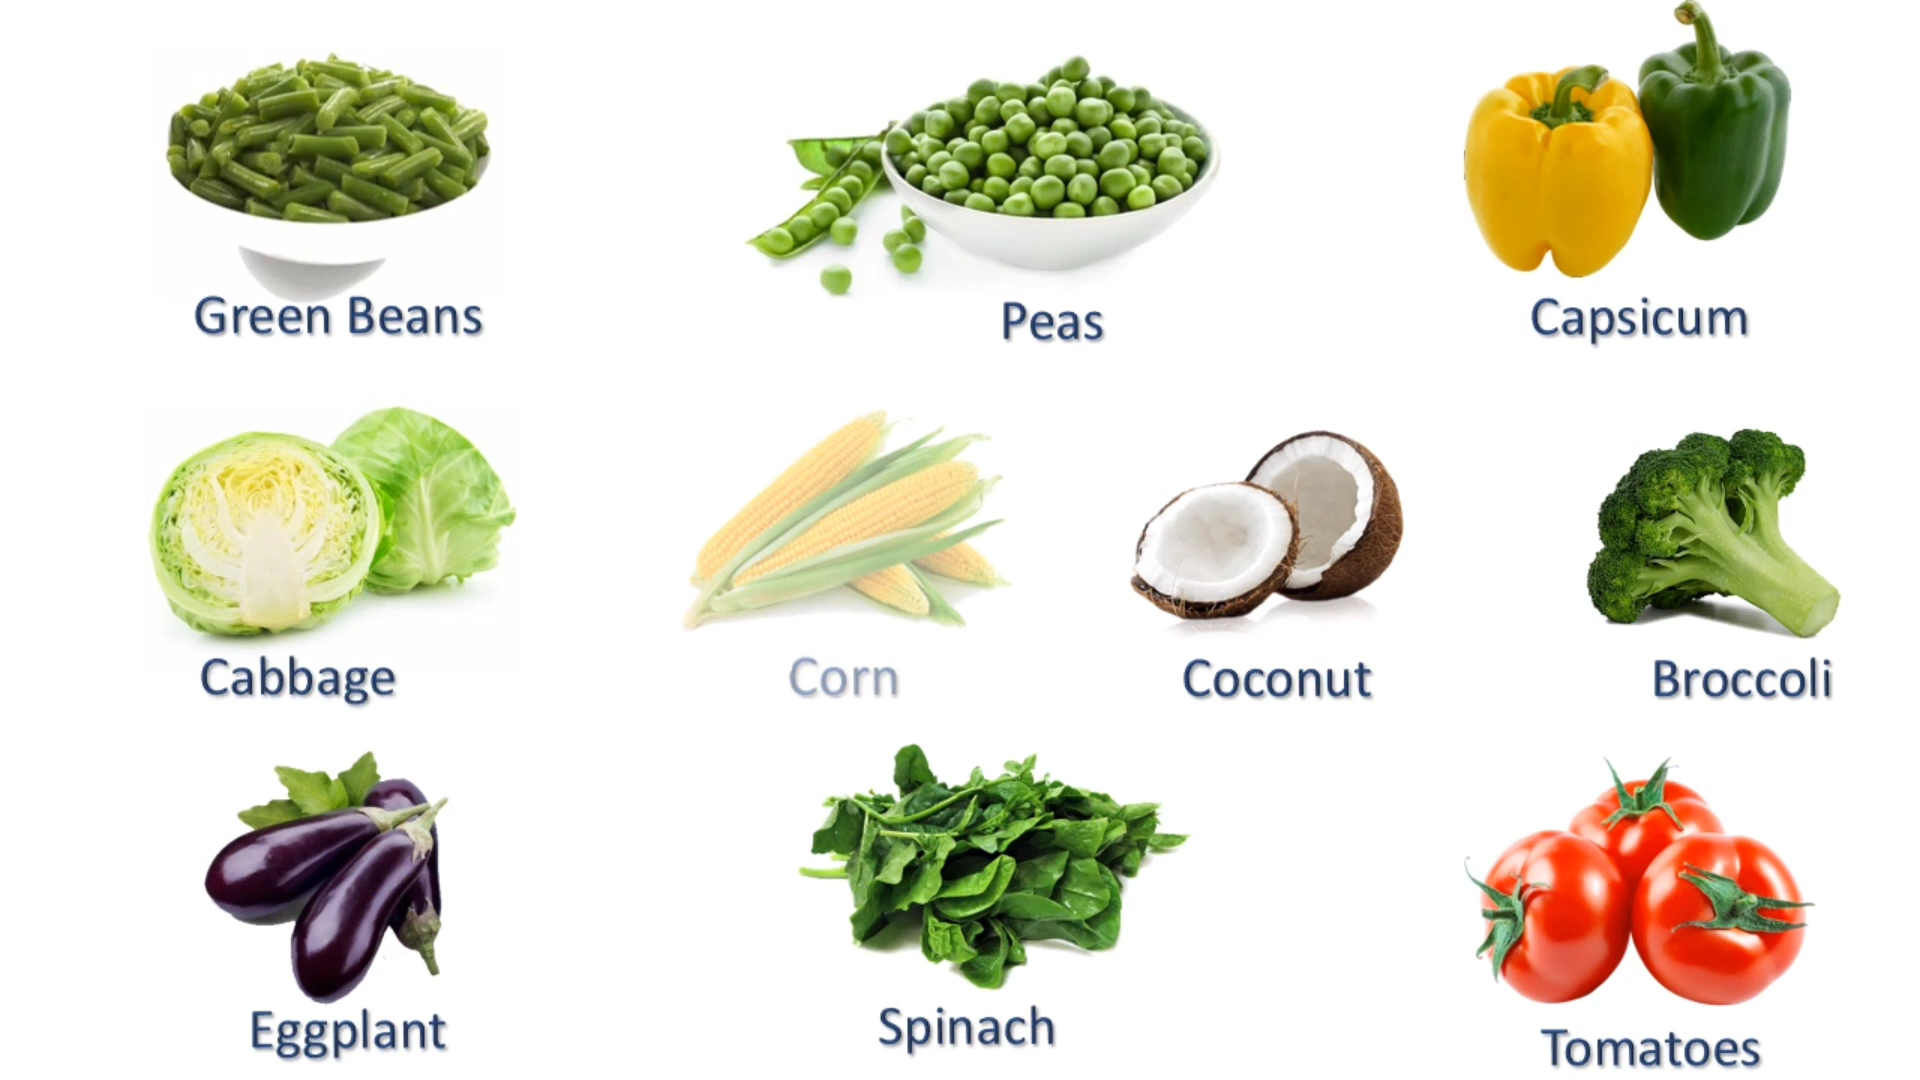 Green Beans
Peas
Capsicum
Cabbage
Corn
Coconut
Broccoli
Eggplant
Spinach
Tomatoes